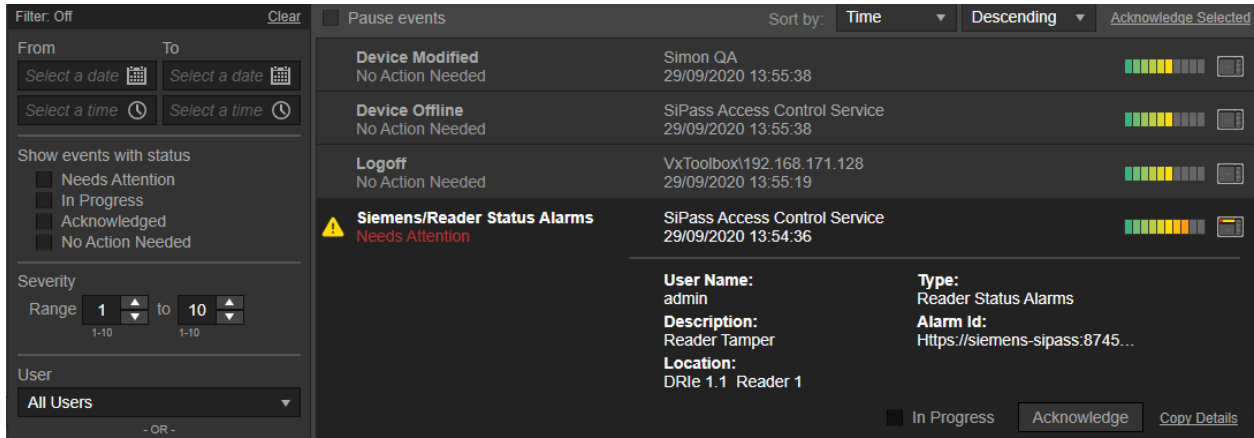 Filter: Off Clear
From To
Select a date Select a date
Select a time Select a time
Show events with status
Needs Attention
In Progress
Acknowledged
No Action Needed
Severity
Range 1 to 10
1-10 1-10
User
All Users
- OR -
Pause events Sort by: Time Descending Acknowledge Selected
Device Modified Simon QA
No Action Needed 29/09/2020 13:55:38
Device Offline SiPass Access Control Service
No Action Needed 29/09/2020 13:55:38
Logoff VxToolbox\192.168.171.128
No Action Needed 29/09/2020 13:55:19
Siemens/Reader Status Alarms SiPass Access Control Service
Needs Attention 29/09/2020 13:54:36
User Name: Type:
admin Reader Status Alarms
Description: Alarm Id:
Reader Tamper Https://siemens-sipass:8745...
Location:
DRIe 1.1 Reader 1
In Progress Acknowledge Copy Details